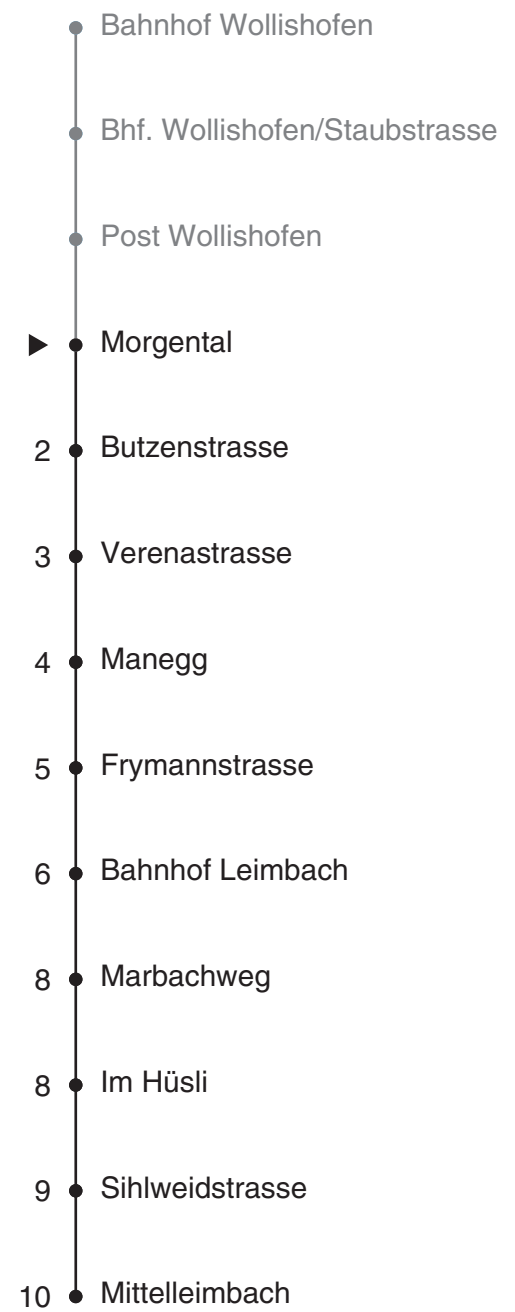 Bahnhof Wollishofen
Bhf. Wollishofen/Staubstrasse
Post Wollishofen
Morgental
2 Butzenstrasse
3 Verenastrasse
4 Manegg
5 Frymannstrasse
6 Bahnhof Leimbach
8 Marbachweg
8 Im Hüsli
9 Sihlweidstrasse
10 Mittelleimbach